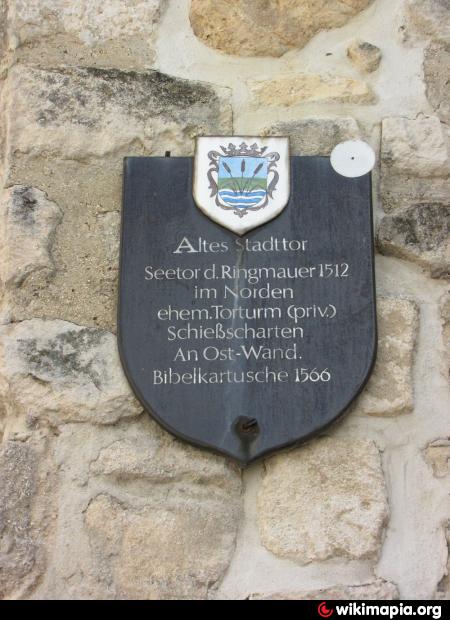 Altes Stadttor
Seetor d. Ringmauer 1512
im Norden
ehem. Torturm (priv.)
Schießscharten
An Ost-Wand.
Bibelkartusche 1566
wikimapia.org